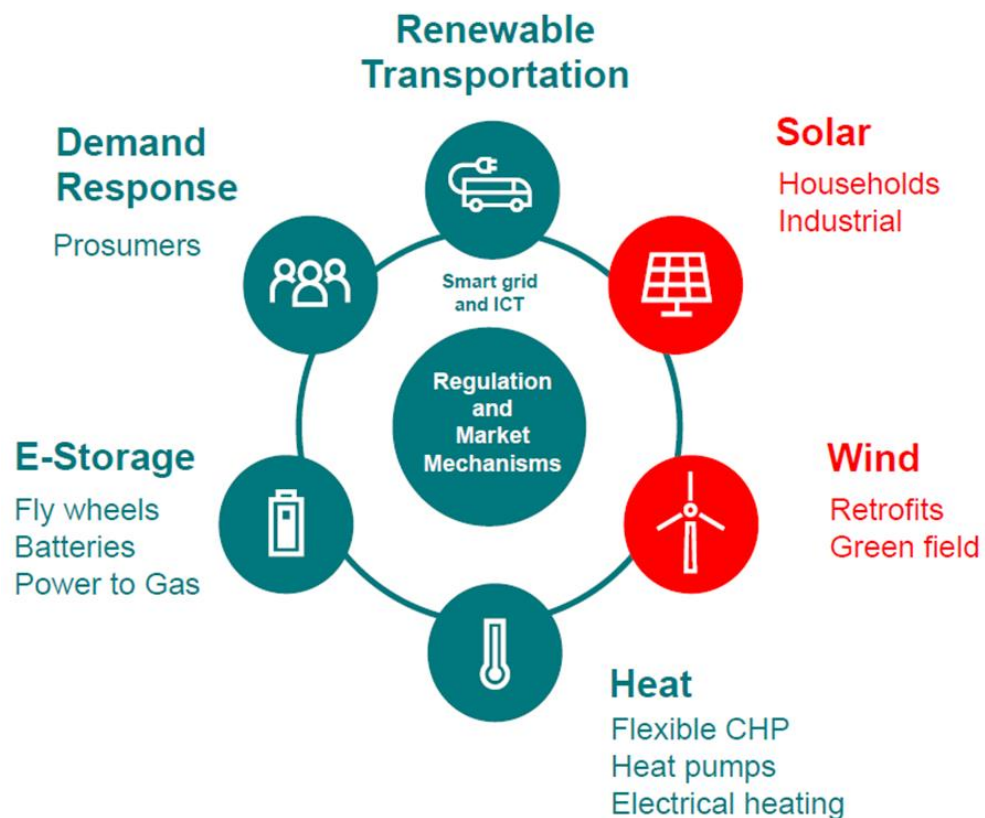 Renewable
Transportation
Demand
Response
Prosumers
Solar
Households
Industrial
Smart grid
and ICT
Regulation
and
Market
Mechanisms
E-Storage
Fly wheels
Batteries
Power to Gas
Wind
Retrofits
Green field
Heat
Flexible CHP
Heat pumps
Electrical heating